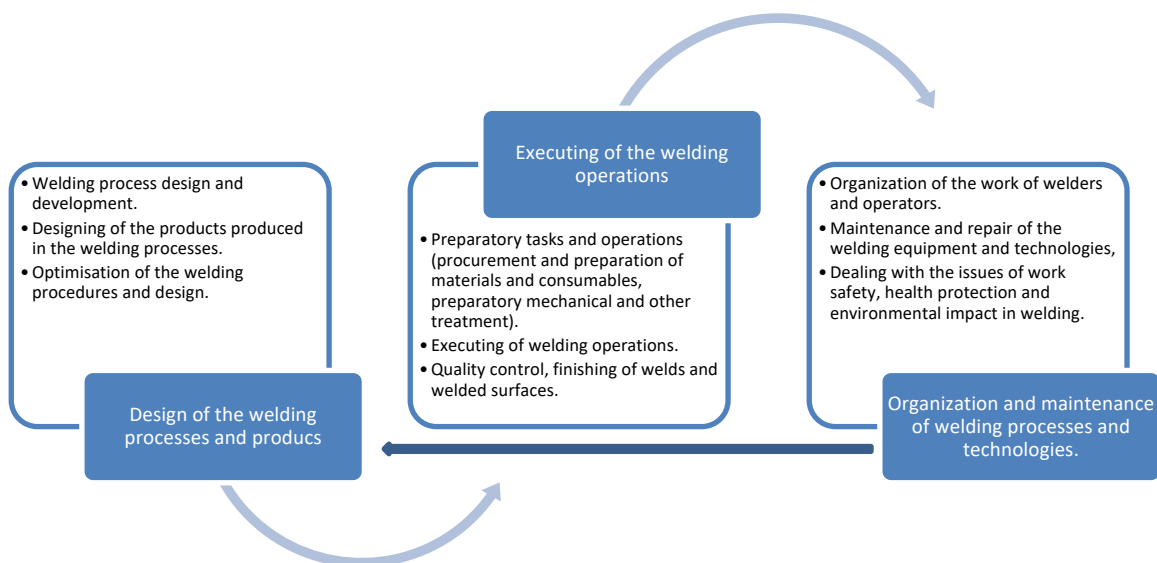 • Welding process design and
development.
• Designing of the products produced
in the welding processes.
• Optimisation of the welding
procedures and design.
Design of the welding
processes and producs
Executing of the welding
operations
• Preparatory tasks and operations
(procurement and preparation of
materials and consumables,
preparatory mechanical and other
treatment).
• Executing of welding operations.
• Quality control, finishing of welds and
welded surfaces.
• Organization of the work of welders
and operators.
• Maintenance and repair of the
welding equipment and technologies,
• Dealing with the issues of work
safety, health protection and
environmental impact in welding.
Organization and maintenance
of welding processes and
technologies.